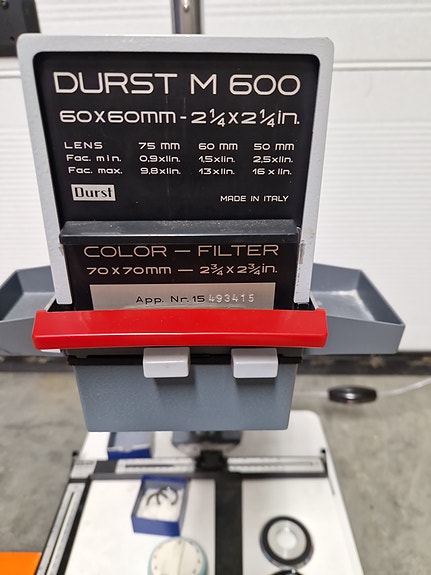 DURST M 600
60X60MM - 2¼X2¼in.
LENS 75 MM 60 MM 50 MM
Fac. min. 0,9xlin. 1,5xlin. 2,5xlin.
Fac. max. 9,8xlin. 13xlin. 16 x lin.
Durst MADE IN ITALY
COLOR - FILTER
70X70MM - 2¾X2¾in.
App. Nr. 15 493415